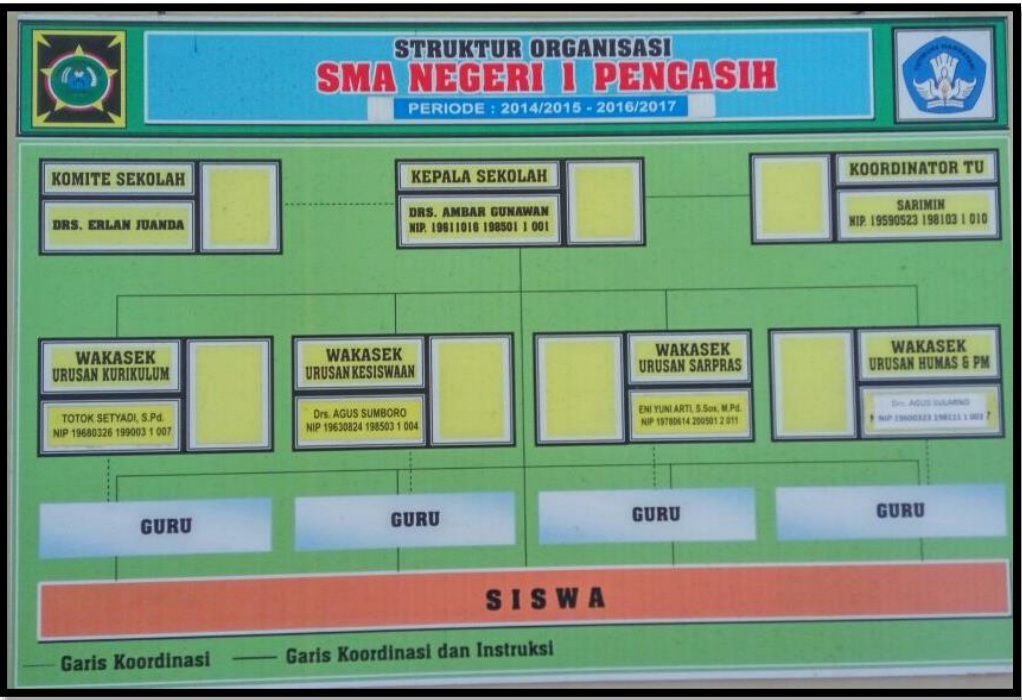 STRUKTUR ORGANISASI
SMA NEGERI 1 PENGASIH
PERIODE : 2014/2015 - 2016/2017
KOMITE SEKOLAH
DRS. ERLAN JUANDA
KEPALA SEKOLAH
DRS. AMBAR GUNAWAN
NIP. 19611016 198501 1 001
KOORDINATOR TU
SARIMIN
NIP. 19590523 198103 1 010
WAKASEK
URUSAN KURIKULUM
TOTOK SETYADI, S.Pd.
NIP 19680326 199003 1 007
WAKASEK
URUSAN KESISWAAN
Drs. AGUS SUMBORO
NIP 19630824 198503 1 004
WAKASEK
URUSAN SARPRAS
ENI YUNI ARTI, S.Sos, M.Pd.
NIP 19780614 200501 2 011
WAKASEK
URUSAN HUMAS & PM
Drs. AGUS
NIP
GURU
GURU
GURU
GURU
SISWA
Garis Koordinasi
Garis Koordinasi dan Instruksi